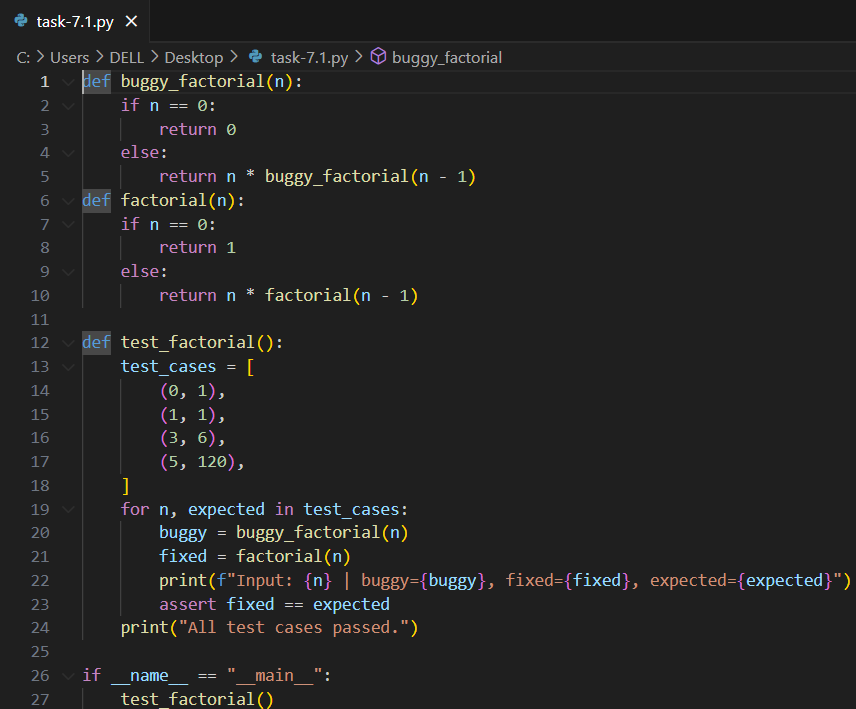 task-7.1.py ×
C: > Users > DELL > Desktop > task-7.1.py > buggy_factorial
1 def buggy_factorial(n):
2     if n == 0:
3         return 0
4     else:
5         return n * buggy_factorial(n - 1)
6 def factorial(n):
7     if n == 0:
8         return 1
9     else:
10         return n * factorial(n - 1)
11
12 def test_factorial():
13     test_cases = [
14         (0, 1),
15         (1, 1),
16         (3, 6),
17         (5, 120),
18     ]
19     for n, expected in test_cases:
20         buggy = buggy_factorial(n)
21         fixed = factorial(n)
22         print(f"Input: {n} | buggy={buggy}, fixed={fixed}, expected={expected}")
23         assert fixed == expected
24     print("All test cases passed.")
25
26 if __name__ == "__main__":
27     test_factorial()